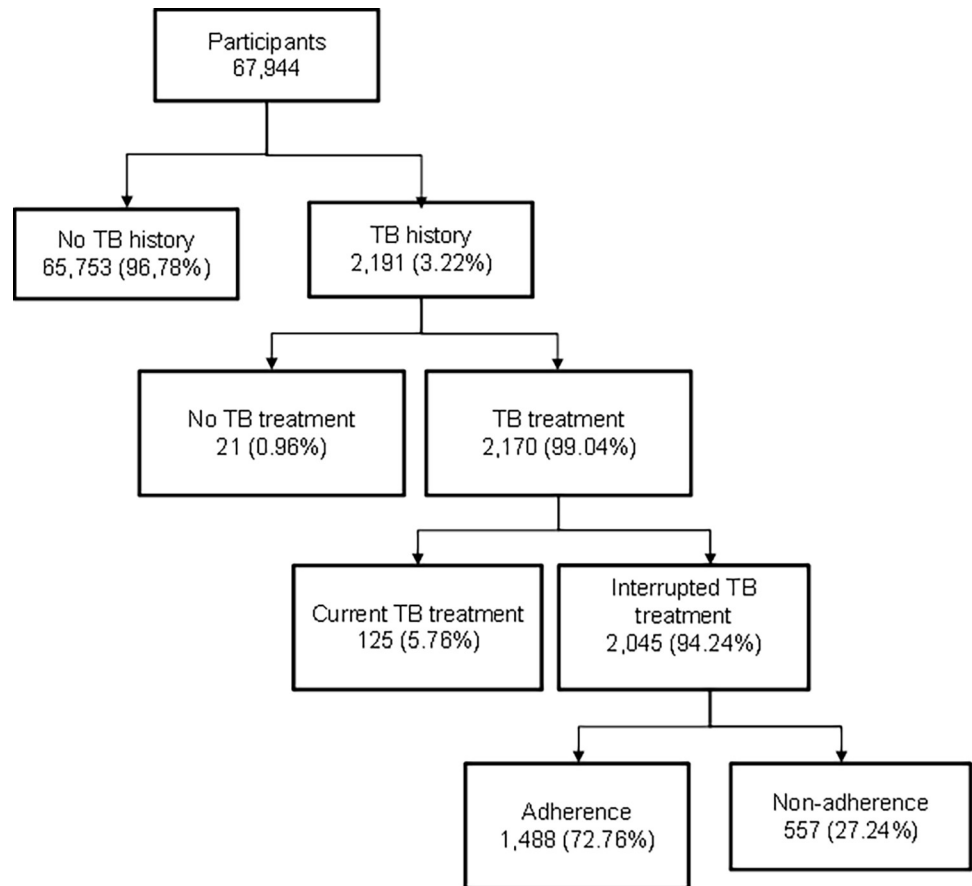 Participants
67,944
No TB history
65,753 (96,78%)
TB history
2,191 (3.22%)
No TB treatment
21 (0.96%)
TB treatment
2,170 (99.04%)
Current TB treatment
125 (5.76%)
Interrupted TB
treatment
2,045 (94.24%)
Adherence
1,488 (72.76%)
Non-adherence
557 (27.24%)